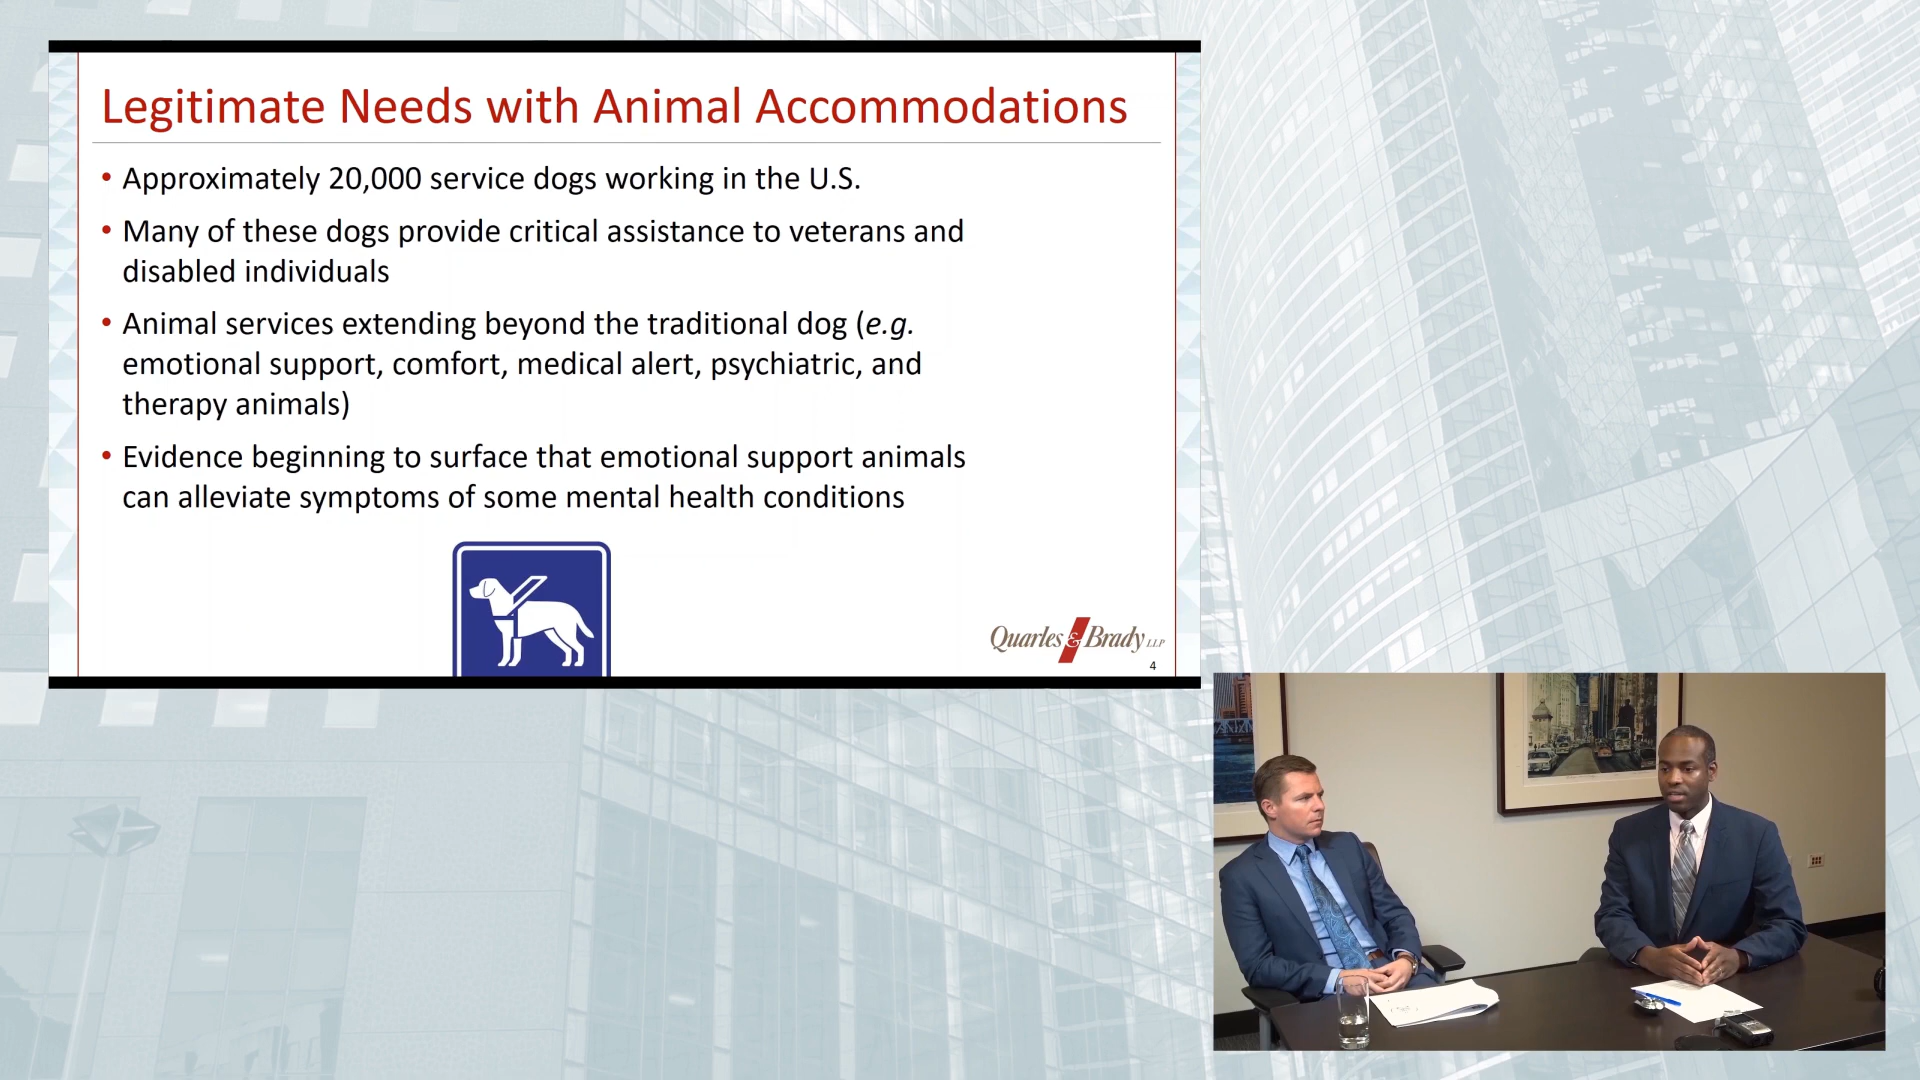 Legitimate Needs with Animal Accommodations
• Approximately 20,000 service dogs working in the U.S.
• Many of these dogs provide critical assistance to veterans and
disabled individuals
• Animal services extending beyond the traditional dog (e.g.
emotional support, comfort, medical alert, psychiatric, and
therapy animals)
• Evidence beginning to surface that emotional support animals
can alleviate symptoms of some mental health conditions
Quarles & Brady LLP
4